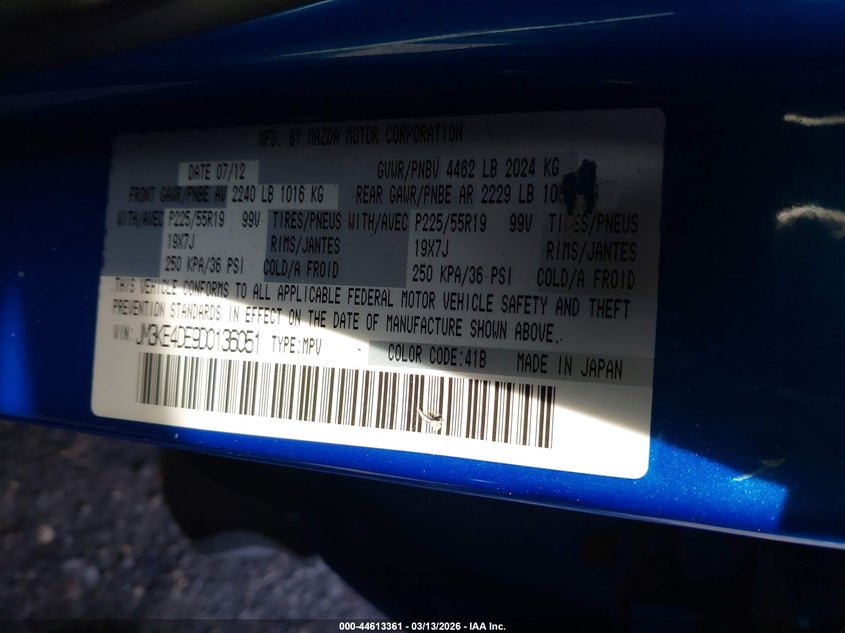 MFD. BY MAZDA MOTOR CORPORATION
DATE 07/12 GVWR/PNBV 4462 LB 2024 KG
FRONT GAWR/PNBE AV 2240 LB 1016 KG REAR GAWR/PNBE AR 2229 LB
WITH/AVEC P225/55R19 99V TIRES/PNEUS WITH/AVEC P225/55R19 99V TIRES/PNEUS
19X7J RIMS/JANTES 19X7J RIMS/JANTES
250 KPA/36 PSI COLD/A FROID 250 KPA/36 PSI COLD/A FROID
THIS VEHICLE CONFORMS TO ALL APPLICABLE FEDERAL MOTOR VEHICLE SAFETY AND THEFT
PREVENTION STANDARDS IN EFFECT ON THE DATE OF MANUFACTURE SHOWN ABOVE.
VIN: JM3KE4DE9D0136051 TYPE:MPV COLOR CODE:41B MADE IN JAPAN
000-44613361 - 03/13/2026 - IAA Inc.